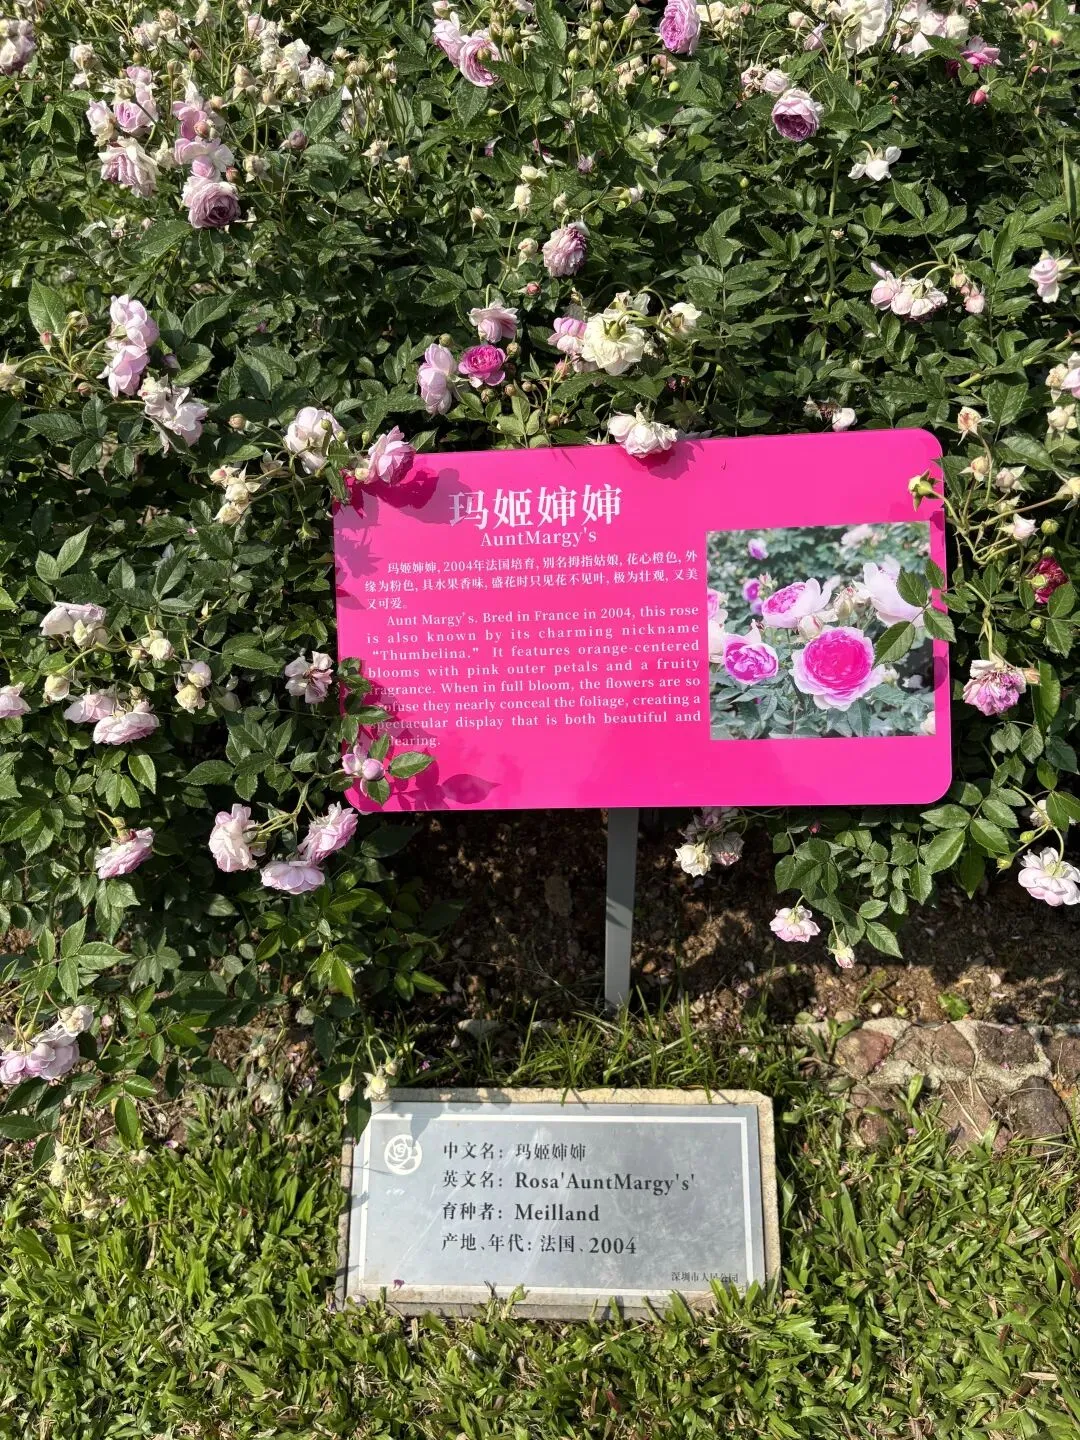 玛姬婶婶
AuntMargy's
玛姬婶婶, 2004年法国培育, 别名拇指姑娘, 花心橙色, 外
缘为粉色, 具水果香味, 盛花时只见花不见叶, 极为壮观, 又美
又可爱。
Aunt Margy's. Bred in France in 2004, this rose
is also known by its charming nickname
“Thumbelina.” It features orange-centered
blooms with pink outer petals and a fruity
fragrance. When in full bloom, the flowers are so
they nearly conceal the foliage, creating a
spectacular display that is both beautiful and
中文名: 玛姬婶婶
英文名: Rosa'AuntMargy's'
育种者: Meilland
产地、年代: 法国、2004
深圳市人民公园